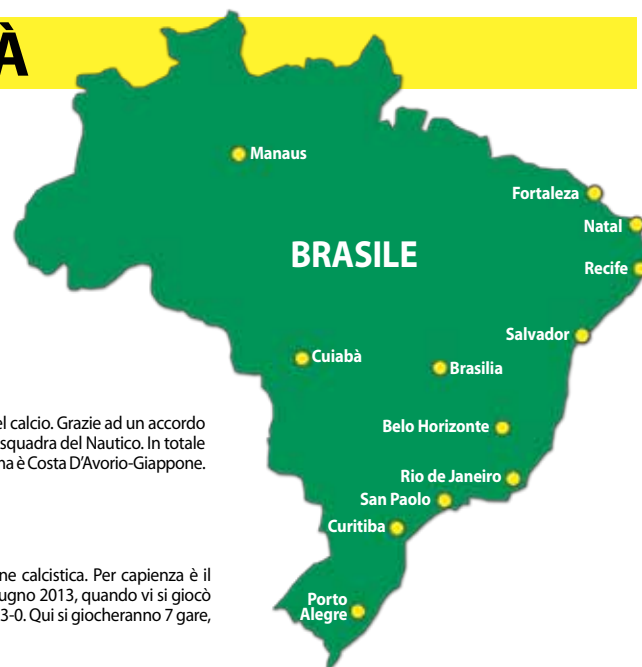 À
Manaus
Fortaleza
Natal
BRASILE
Recife
Salvador
Cuiabà
Brasilia
el calcio. Grazie ad un accordo
squadra del Nautico. In totale
na è Costa D'Avorio-Giappone.
Belo Horizonte
Rio de Janeiro
San Paolo
Curitiba
ne calcistica. Per capienza è il
ugno 2013, quando vi si giocò
3-0. Qui si giocheranno 7 gare,
Porto
Alegre